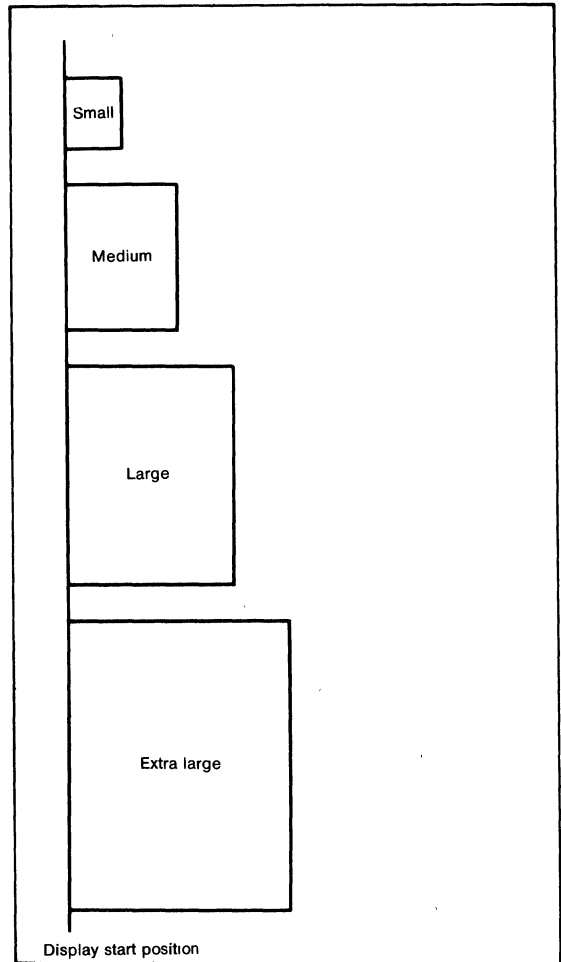 Small
Medium
Large
Extra large
Display start position